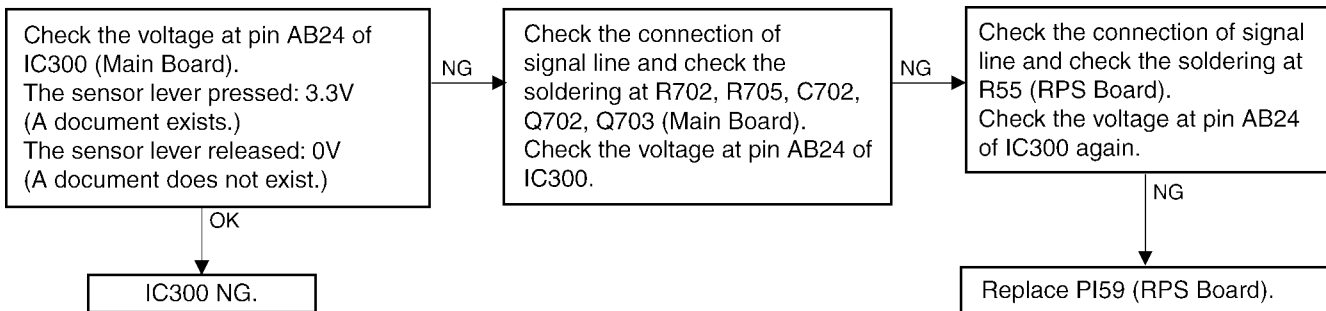 Check the voltage at pin AB24 of
IC300 (Main Board).
The sensor lever pressed: 3.3V
(A document exists.)
The sensor lever released: 0V
(A document does not exist.)
NG
Check the connection of
signal line and check the
soldering at R702, R705, C702,
Q702, Q703 (Main Board).
Check the voltage at pin AB24 of
IC300.
NG
Check the connection of signal
line and check the soldering at
R55 (RPS Board).
Check the voltage at pin AB24
of IC300 again.
OK
NG
IC300 NG.
Replace PI59 (RPS Board).